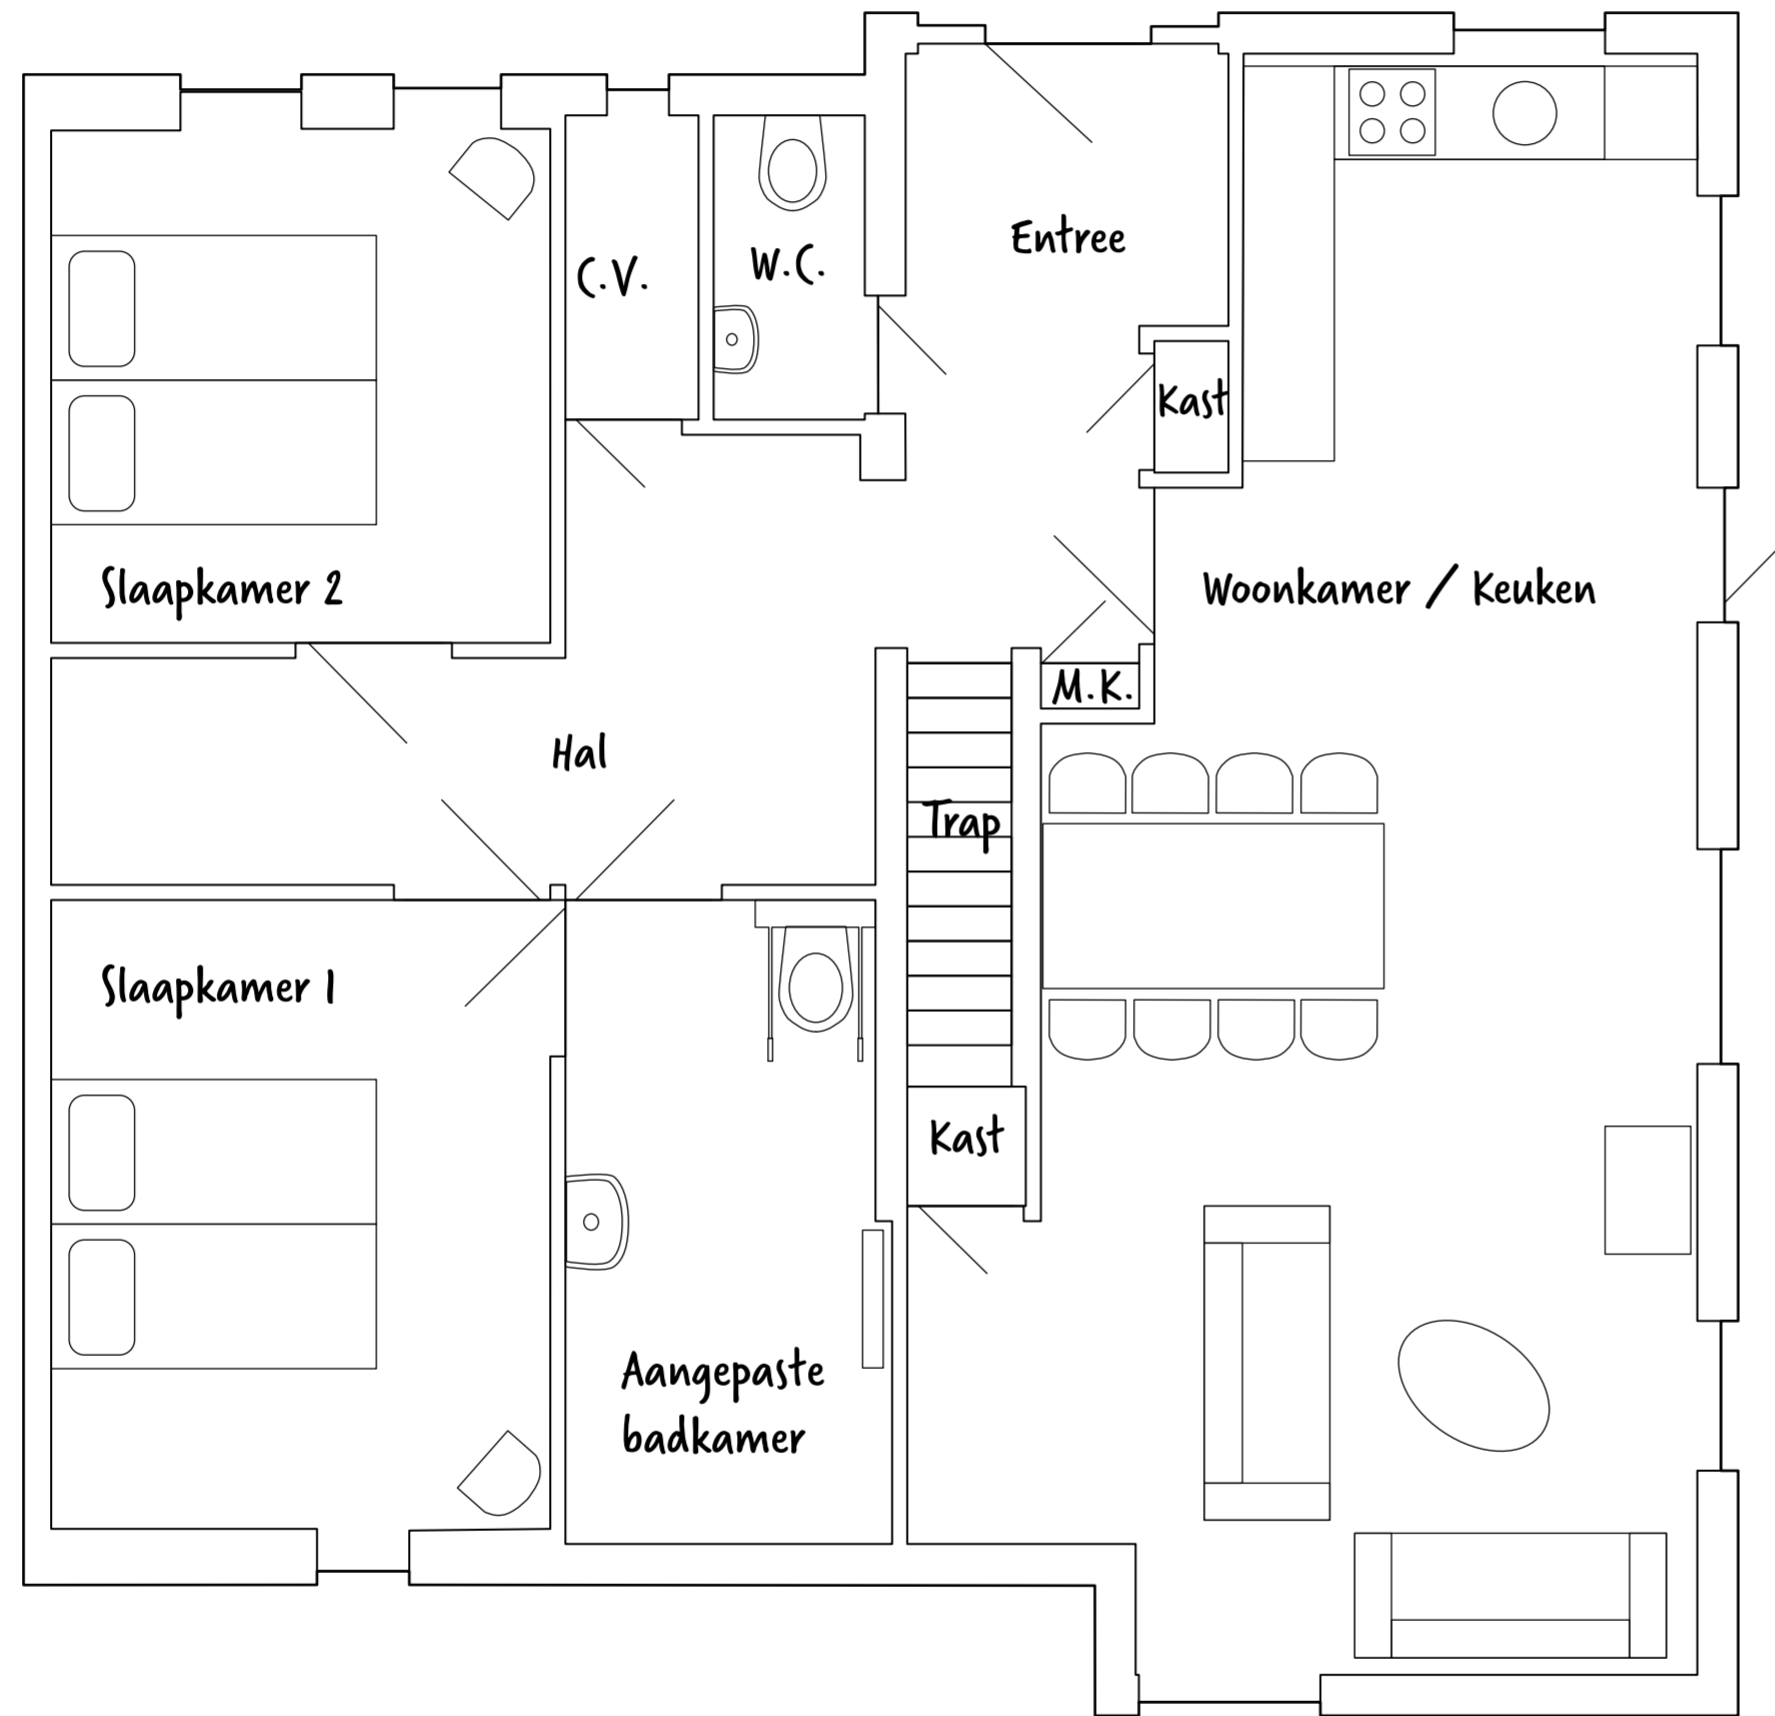 Entree
C.V.
W.C.
Kast
Slaapkamer 2
Woonkamer / Keuken
M.K.
Hal
Trap
Slaapkamer 1
Kast
Aangepaste
badkamer